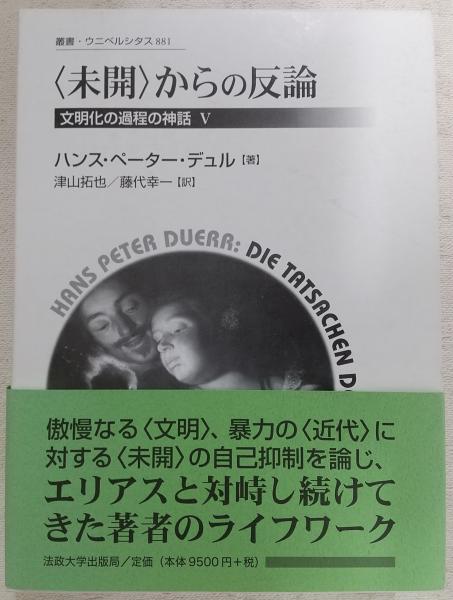 叢書・ウニベルシタス 881
〈未開〉からの反論
文明化の過程の神話 Ⅴ
ハンス・ペーター・デュル【著】
津山拓也／藤代幸一【訳】
HANS PETER DUERR: DIE TATSACHEN
傲慢なる〈文明〉、暴力の〈近代〉に
対する〈未開〉の自己抑制を論じ、
エリアスと対峙し続けて
きた著者のライフワーク
法政大学出版局／定価（本体9500円＋税）